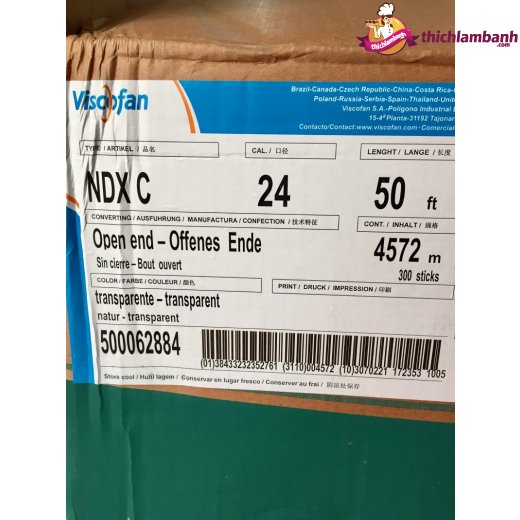 thichlambanh
.com
thichlambanh
Viscofan
Brazil-Canada-Czech Republic-China-Costa Rica-
Poland-Russia-Serbia-Spain-Thailand-Unite
Viscofan S.A.-Poligono Industrial
15-4ª Planta-31192 Tajonar
Contacto/Contact:www.viscofan.com - Comercial
TYPE / ARTIKEL / 品名
CAL. / 口径
LENGHT / LANGE / 长度
NDX C
24
50 ft
CONVERTING / AUSFUHRUNG / MANUFACTURA / CONFECTION / 技术特征
CONT. / INHALT / 规格
Open end – Offenes Ende
4572 m
Sin cierre – Bout ouvert
300 sticks
COLOR / FARBE / COULEUR / 颜色
PRINT / DRUCK / IMPRESSION / 印刷
transparente – transparent
natur - transparent
500062884
(01)38433232352761 (3110)004572 (10)3070221 172353 1005
Store cool / Huhl lagem / Conservar en lugar fresco / Conserver au frai / 阴凉处保存